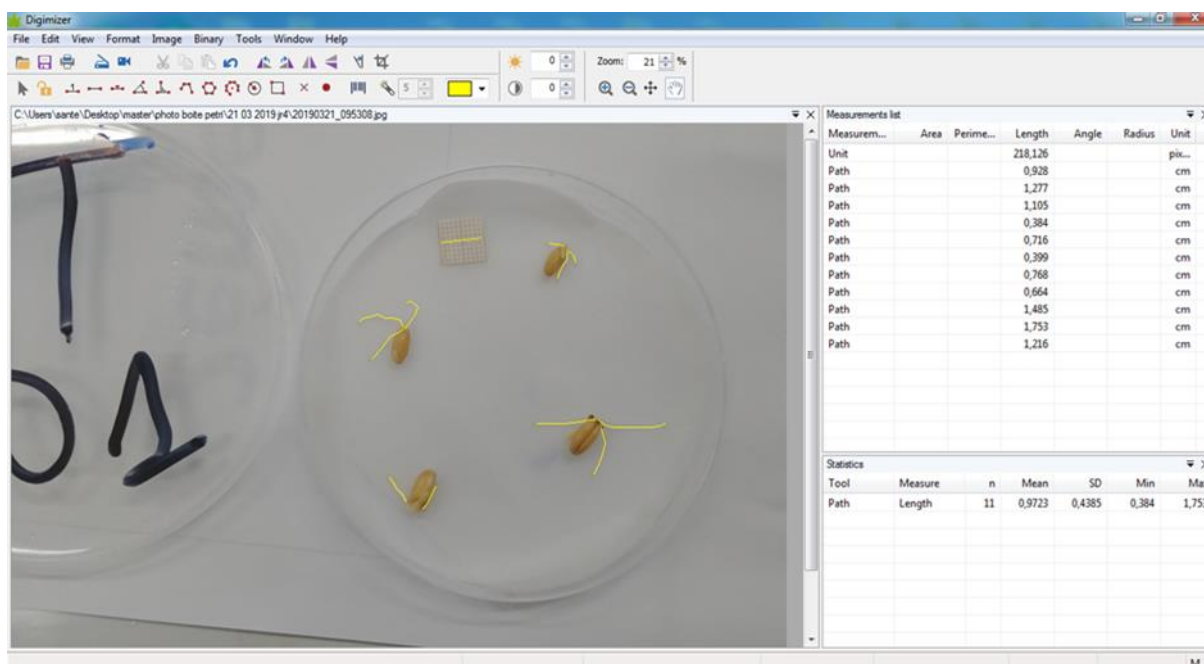 Digimizer
File Edit View Format Image Binary Tools Window Help
0 Zoom: 21 %
5 0
C:\Users\sante\Desktop\master\photo boite petri\21 03 2019 jr4\20190321_095308.jpg
Measurements list
Measurem... Area Perime... Length Angle Radius Unit
Unit 218,126 pix...
Path 0,928 cm
Path 1,277 cm
Path 1,105 cm
Path 0,384 cm
Path 0,716 cm
Path 0,399 cm
Path 0,768 cm
Path 0,664 cm
Path 1,485 cm
Path 1,753 cm
Path 1,216 cm
Statistics
Tool Measure n Mean SD Min Ma
Path Length 11 0,9723 0,4385 0,384 1,75
T
01